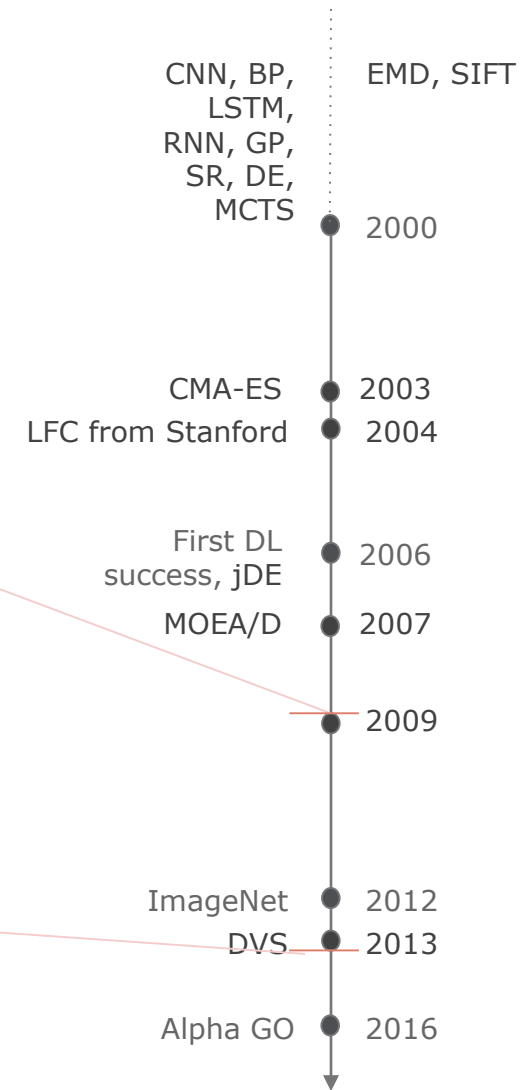 CNN, BP,
LSTM,
RNN, GP,
SR, DE,
MCTS
EMD, SIFT
2000
CMA-ES
2003
LFC from Stanford
2004
First DL
success, jDE
2006
MOEA/D
2007
2009
ImageNet
2012
DVS
2013
Alpha GO
2016